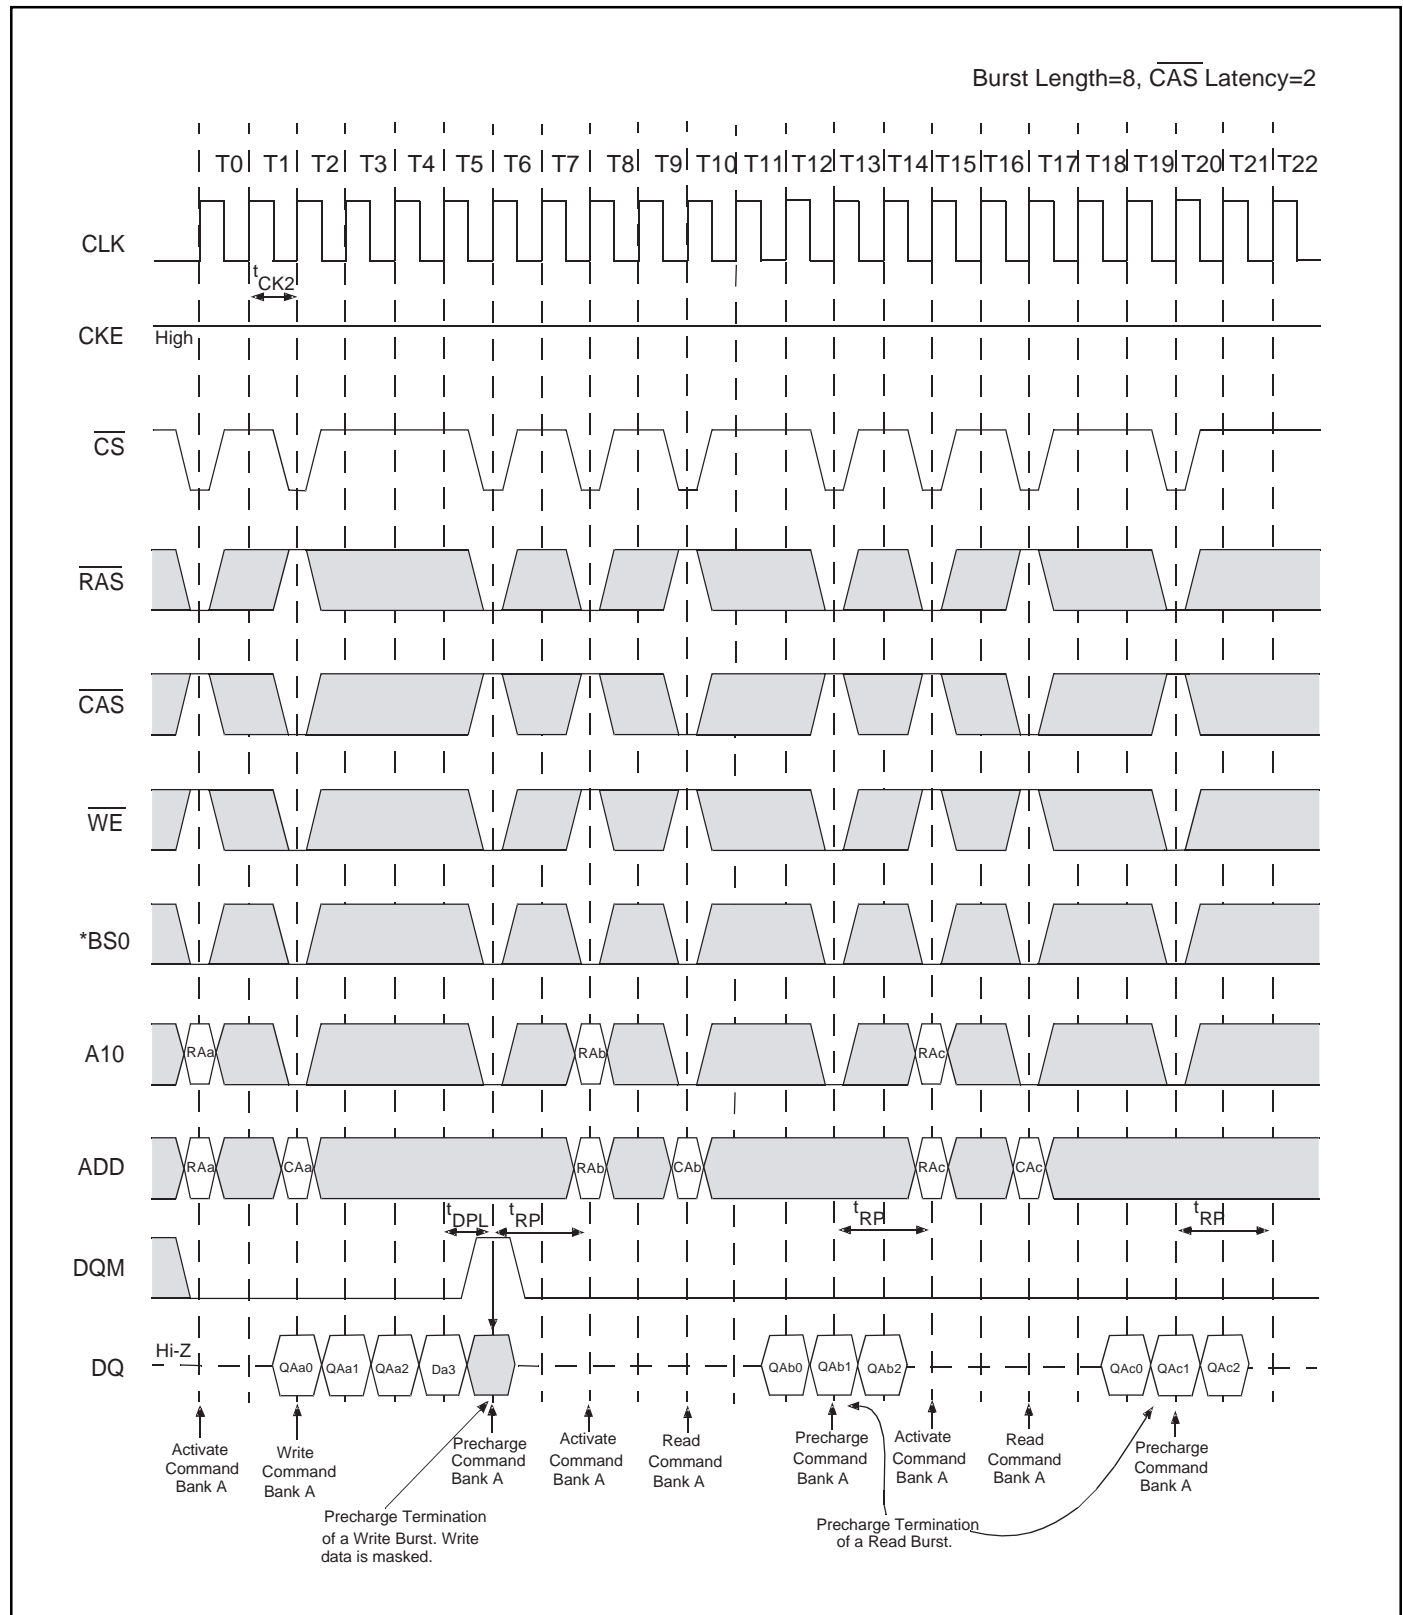 Burst Length=8, CAS Latency=2
T0 T1 T2 T3 T4 T5 T6 T7 T8 T9 T10 T11 T12 T13 T14 T15 T16 T17 T18 T19 T20 T21 T22
CLK
tCK2
CKE
High
CS
RAS
CAS
WE
*BS0
A10
RAa RAb RAc
ADD
RAa CAa RAb CAb RAc CAc
tDPL tRP tRP tRP
DQM
DQ
Hi-Z
QAa0 QAa1 QAa2 Da3 QAb0 QAb1 QAb2 QAc0 QAc1 QAc2
Activate
Command
Bank A
Write
Command
Bank A
Precharge
Command
Bank A
Activate
Command
Bank A
Read
Command
Bank A
Precharge
Command
Bank A
Activate
Command
Bank A
Read
Command
Bank A
Precharge
Command
Bank A
Precharge Termination
of a Write Burst. Write
data is masked.
Precharge Termination
of a Read Burst.